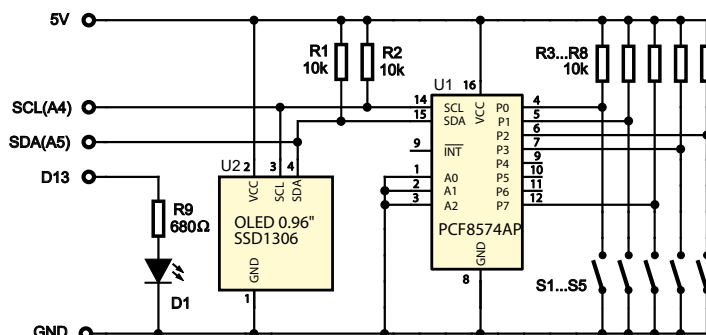 5V
R1
10k
R2
10k
R3...R8
10k
U1
16
SCL(A4)
14
SCL
VCC
P0
4
15
SDA
P1
5
P2
6
SDA(A5)
9
INT
P3
7
P4
9
U2
2
3
4
1
A0
P5
10
D13
VCC
SCL
SDA
2
A1
P6
11
3
A2
P7
12
R9
680Ω
OLED 0.96"
SSD1306
PCF8574AP
GND
GND
8
S1...S5
1
D1
GND